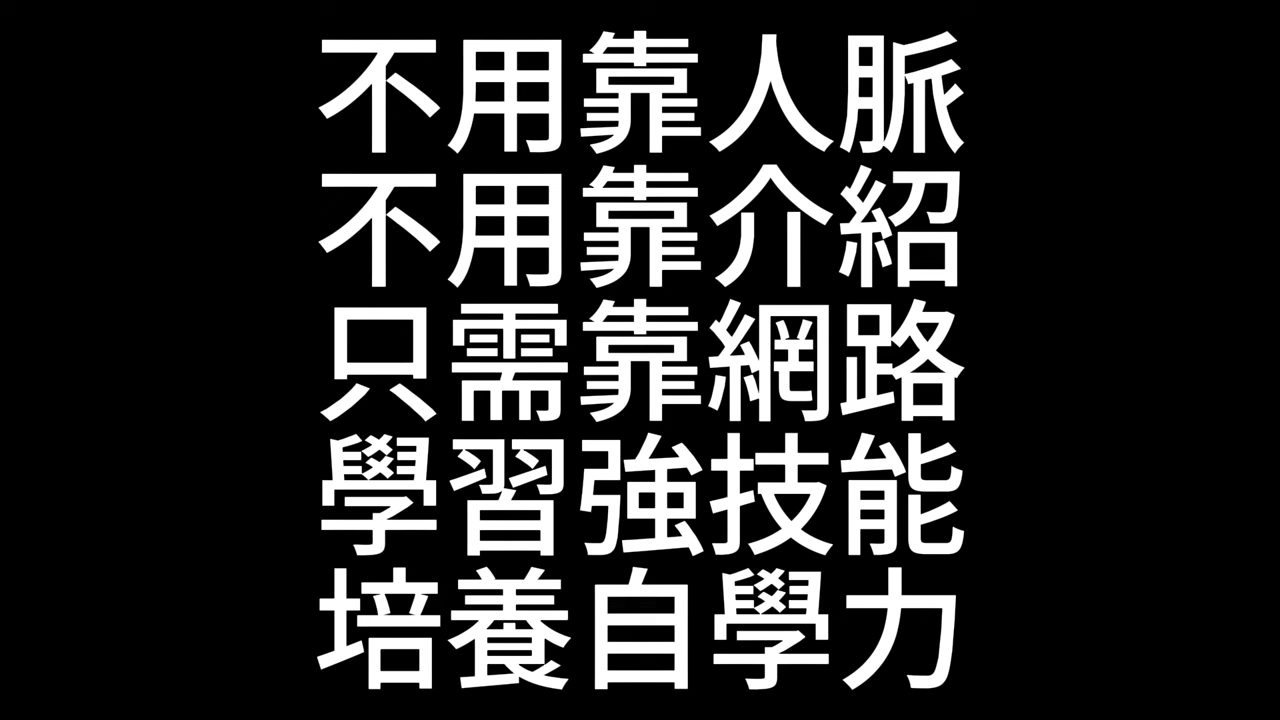 不用靠人脈
不用靠介紹
只需靠網路
學習強技能
培養自學力